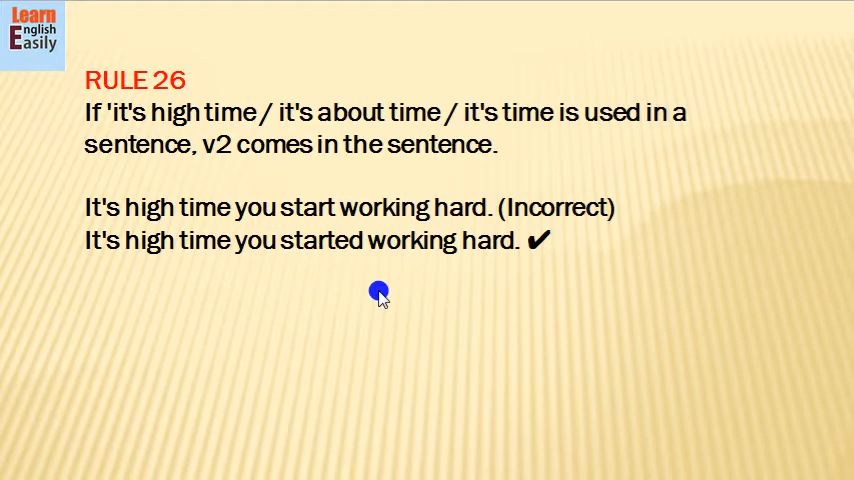 Learn
English
Easily
RULE 26
If 'it's high time / it's about time / it's time is used in a
sentence, v2 comes in the sentence.
It's high time you start working hard. (Incorrect)
It's high time you started working hard. ✔